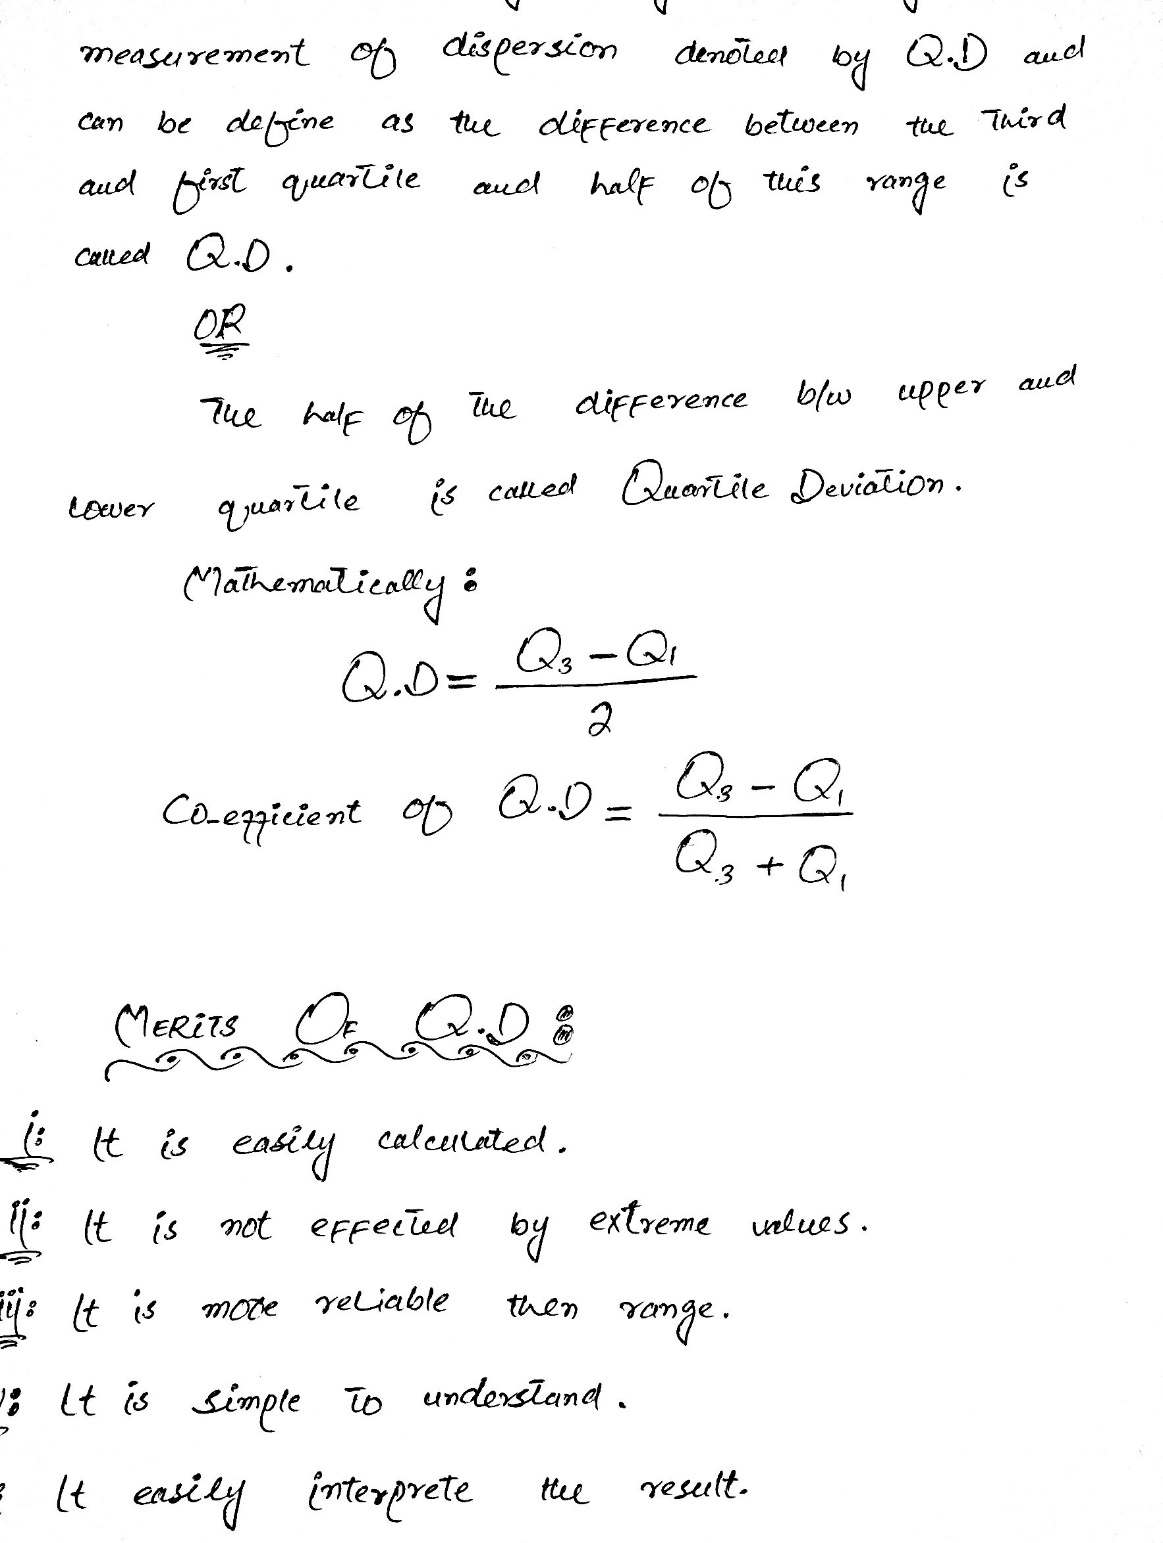 measurement of dispersion denoted by Q.D and
can be define as the difference between the Third
and first quartile and half of this range is
called Q.D.
OR
The half of The difference b/w upper and
lower quartile is called Quartile Deviation.
Mathematically:
Q.D = Q3 - Q1 / 2
Co-efficient of Q.D = Q3 - Q1 / Q3 + Q1
MERITS OF Q.D:
i: It is easily calculated.
ii: It is not effected by extreme values.
iii: It is more reliable then range.
: It is simple to understand.
: It easily interprete the result.